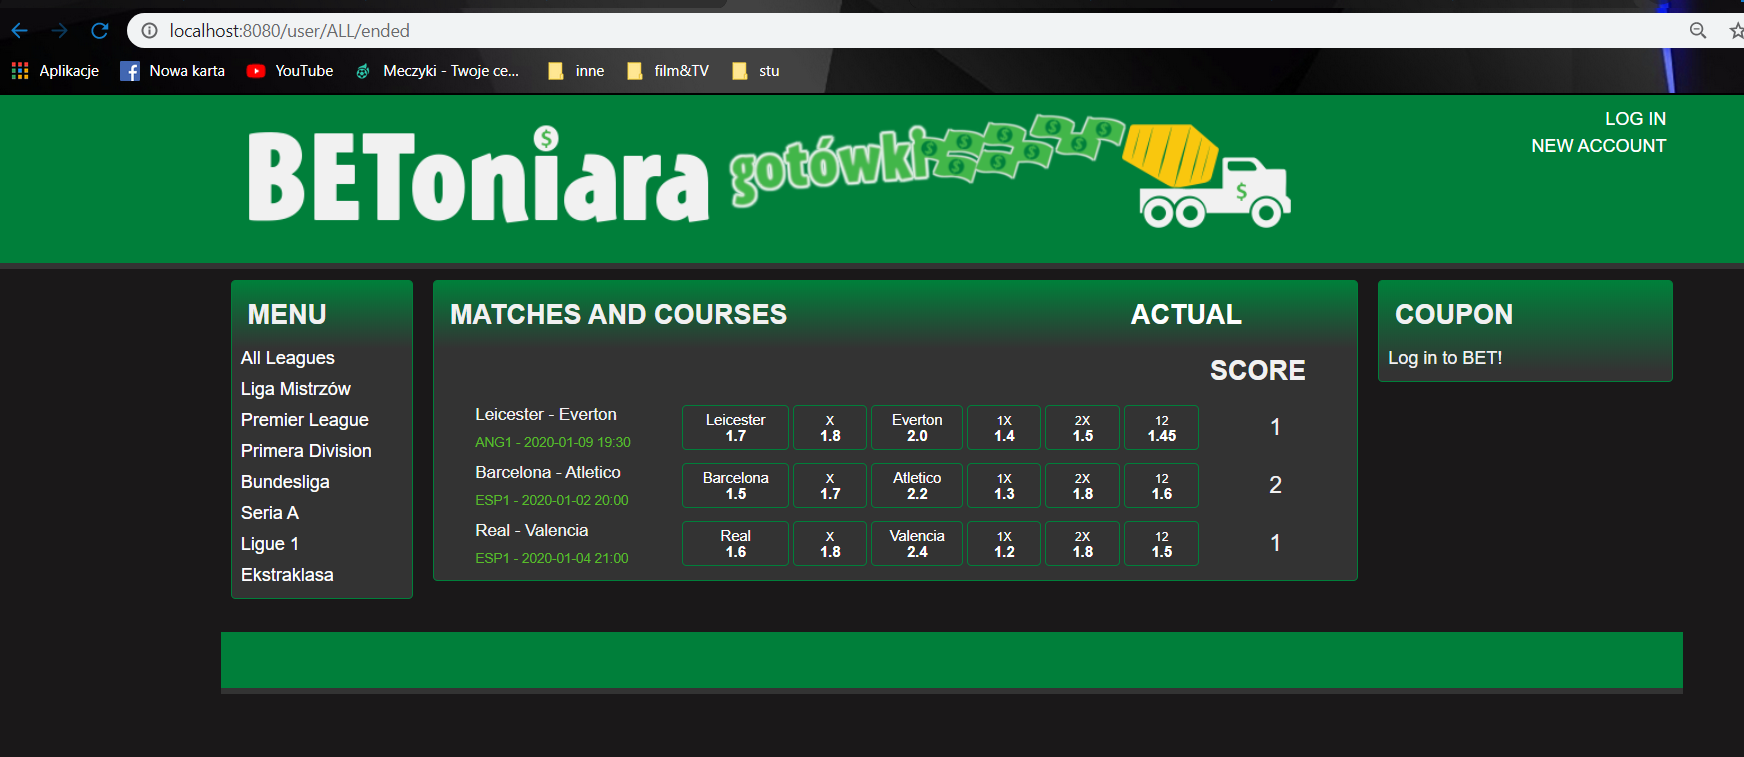 localhost:8080/user/ALL/ended
Aplikacje Nowa karta YouTube Meczyki - Twoje ce... inne film&TV stu
BEToniara gotówki
LOG IN
NEW ACCOUNT
MENU
All Leagues
Liga Mistrzów
Premier League
Primera Division
Bundesliga
Seria A
Ligue 1
Ekstraklasa
MATCHES AND COURSES ACTUAL
SCORE
Leicester - Everton
ANG1 - 2020-01-09 19:30
Leicester X Everton 1X 2X 12
1.7 1.8 2.0 1.4 1.5 1.45
1
Barcelona - Atletico
ESP1 - 2020-01-02 20:00
Barcelona X Atletico 1X 2X 12
1.5 1.7 2.2 1.3 1.8 1.6
2
Real - Valencia
ESP1 - 2020-01-04 21:00
Real X Valencia 1X 2X 12
1.6 1.8 2.4 1.2 1.8 1.5
1
COUPON
Log in to BET!